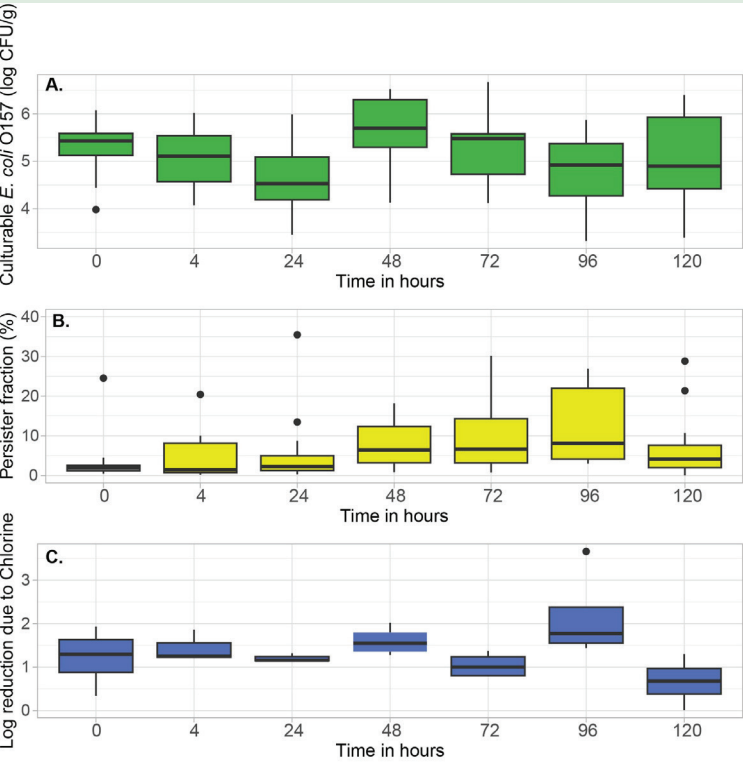 Culturable E. coli O157 (log CFU/g)
A.
6
5
4
0 4 24 48 72 96 120
Time in hours
Persister fraction (%)
B.
40
30
20
10
0
0 4 24 48 72 96 120
Time in hours
Log reduction due to Chlorine
C.
3
2
1
0
0 4 24 48 72 96 120
Time in hours